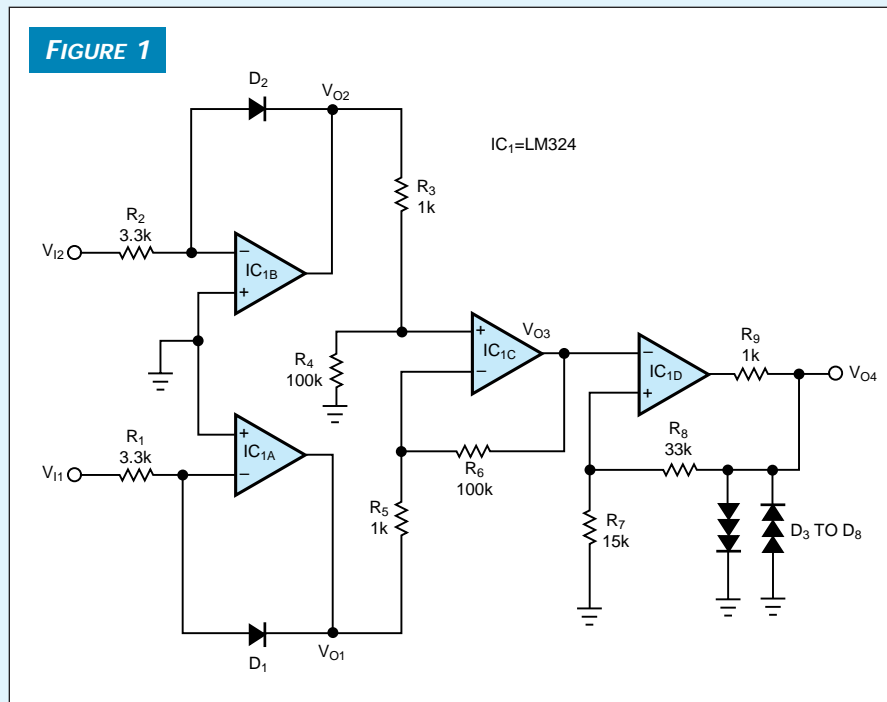 FIGURE 1
D2
VO2
IC1=LM324
R3
1k
R2
3.3k
VI2
−
IC1B
+
R4
100k
+
VO3
IC1C
−
−
IC1D
+
R9
1k
VO4
R1
3.3k
VI1
+
IC1A
−
R6
100k
R8
33k
R5
1k
R7
15k
D3 TO D8
D1
VO1